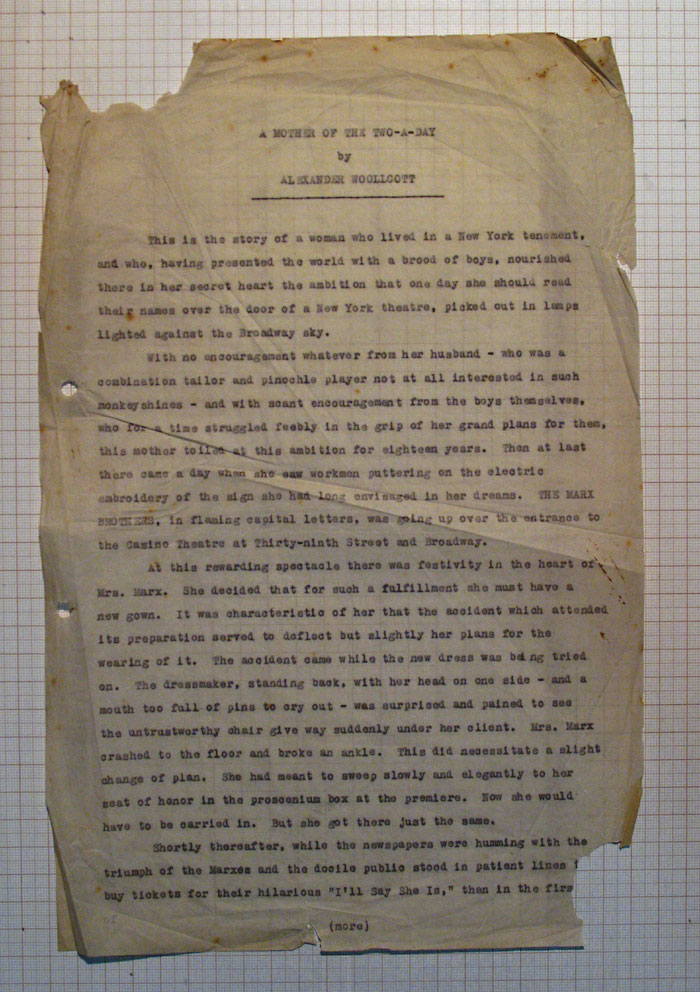 A MOTHER OF THE TWO-A-DAY
by
ALEXANDER WOOLLCOTT
This is the story of a woman who lived in a New York tenement,
and who, having presented the world with a brood of boys, nourished
there in her secret heart the ambition that one day she should read
their names over the door of a New York theatre, picked out in lamps
lighted against the Broadway sky.
With no encouragement whatever from her husband - who was a
combination tailor and pinochle player not at all interested in such
monkeyshines - and with scant encouragement from the boys themselves,
who for a time struggled feebly in the grip of her grand plans for them,
this mother toiled at this ambition for eighteen years. Then at last
there came a day when she saw workmen puttering on the electric
embroidery of the sign she had long envisaged in her dreams. THE MARX
BROTHERS, in flaming capital letters, was going up over the entrance to
the Casino Theatre at Thirty-ninth Street and Broadway.
At this rewarding spectacle there was festivity in the heart of
Mrs. Marx. She decided that for such a fulfillment she must have a
new gown. It was characteristic of her that the accident which attended
its preparation served to deflect but slightly her plans for the
wearing of it. The accident came while the new dress was being tried
on. The dressmaker, standing back, with her head on one side - and a
mouth too full of pins to cry out - was surprised and pained to see
the untrustworthy chair give way suddenly under her client. Mrs. Marx
crashed to the floor and broke an ankle. This did necessitate a slight
change of plan. She had meant to sweep slowly and elegantly to her
seat of honor in the proscenium box at the premiere. Now she would
have to be carried in. But she got there just the same.
Shortly thereafter, while the newspapers were humming with the
triumph of the Marxes and the docile public stood in patient lines
buy tickets for their hilarious "I'll Say She Is," then in the firs
of
(more)